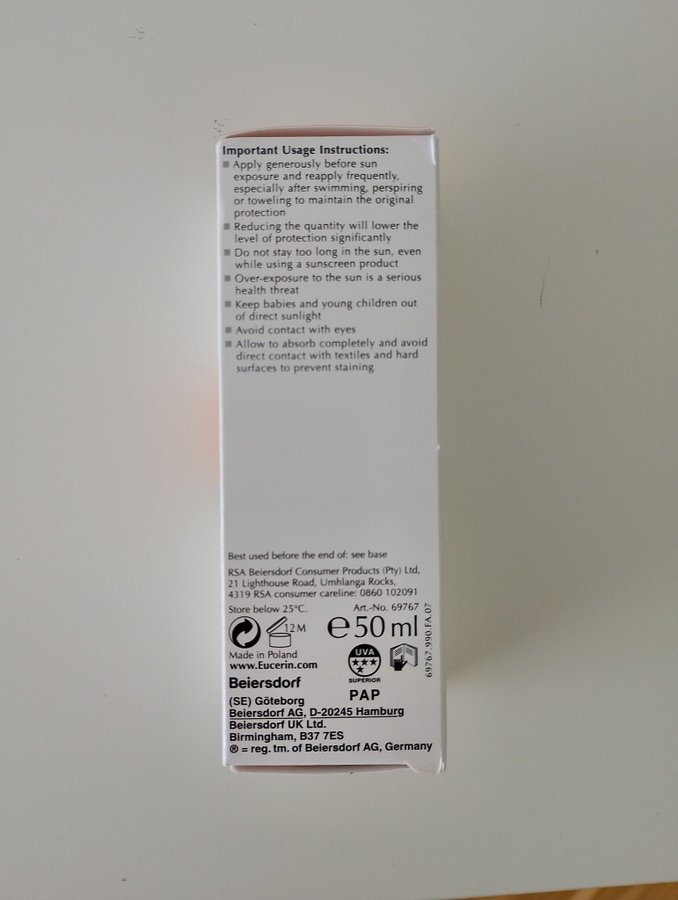 Important Usage Instructions:
■ Apply generously before sun
exposure and reapply frequently,
especially after swimming, perspiring
or toweling to maintain the original
protection
■ Reducing the quantity will lower the
level of protection significantly
■ Do not stay too long in the sun, even
while using a sunscreen product
■ Over-exposure to the sun is a serious
health threat
■ Keep babies and young children out
of direct sunlight
■ Avoid contact with eyes
■ Allow to absorb completely and avoid
direct contact with textiles and hard
surfaces to prevent staining
Best used before the end of: see base
RSA Beiersdorf Consumer Products (Pty) Ltd,
21 Lighthouse Road, Umhlanga Rocks,
4319 RSA consumer careline: 0860 102091
Store below 25°C.
Art.-No. 69767
12M
e50 ml
69767.990.FA.07
Made in Poland
www.Eucerin.com
UVA
★★★
★
SUPERIOR
PAP
Beiersdorf
(SE) Göteborg
Beiersdorf AG, D-20245 Hamburg
Beiersdorf UK Ltd.
Birmingham, B37 7ES
® = reg. tm. of Beiersdorf AG, Germany